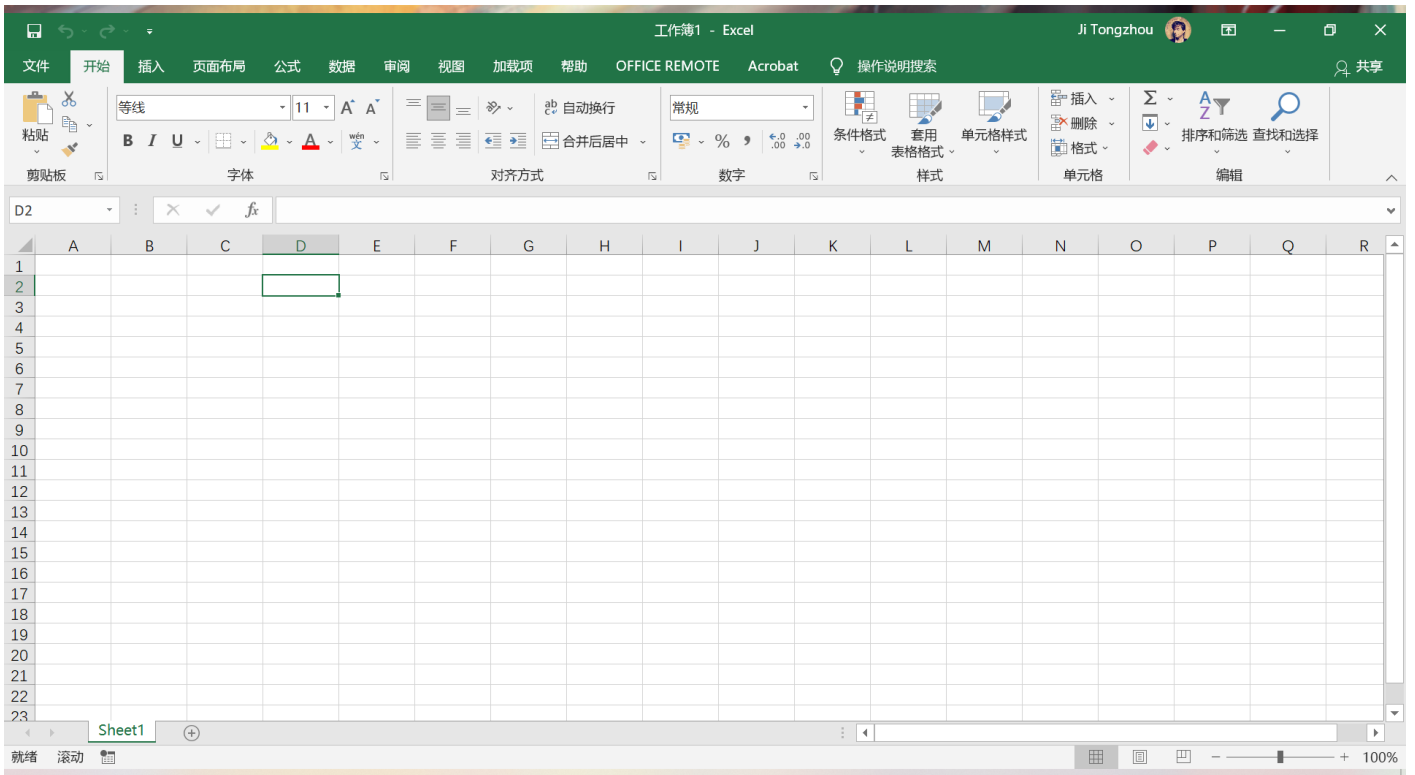 工作簿1 - Excel
Ji Tongzhou
文件 开始 插入 页面布局 公式 数据 审阅 视图 加载项 帮助 OFFICE REMOTE Acrobat 操作说明搜索 共享
粘贴
剪贴板
等线 11 A A
B I U A wén 文
字体
ab 自动换行
合并后居中
对齐方式
常规
% , .0 .00 .00 .0
数字
条件格式
套用
表格格式
单元格样式
样式
插入
删除
格式
单元格
Σ
A
Z
排序和筛选
查找和选择
编辑
D2 fx
A B C D E F G H I J K L M N O P Q R
1
2
3
4
5
6
7
8
9
10
11
12
13
14
15
16
17
18
19
20
21
22
23
Sheet1
就绪 滚动 100%